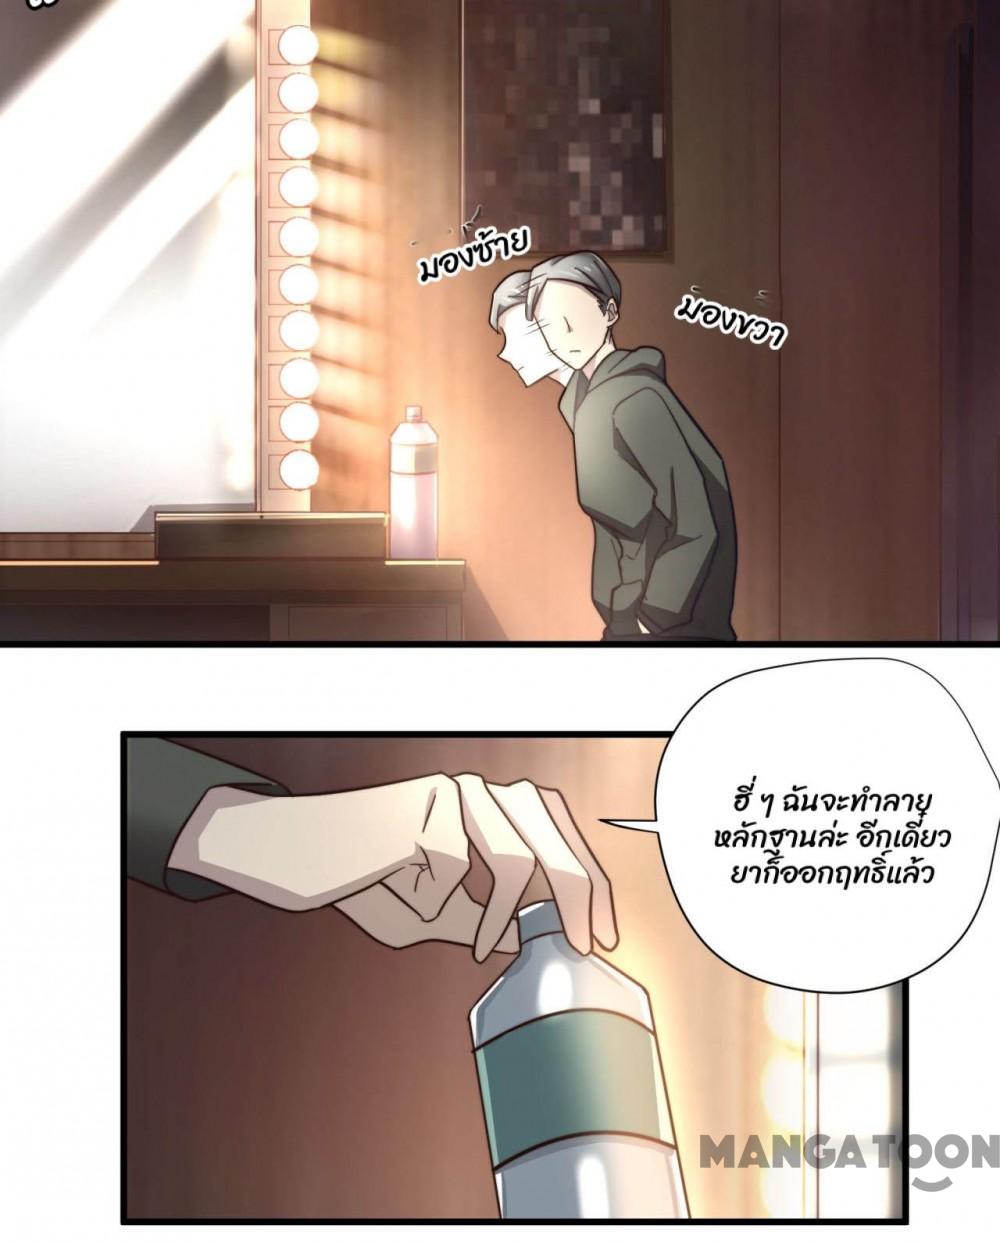 มองซ้าย
มองขวา
ฮี่ ๆ ฉันจะทำลาย
หลักฐานล่ะ อีกเดี๋ยว
ยาก็ออกฤทธิ์แล้ว
MANGATOON